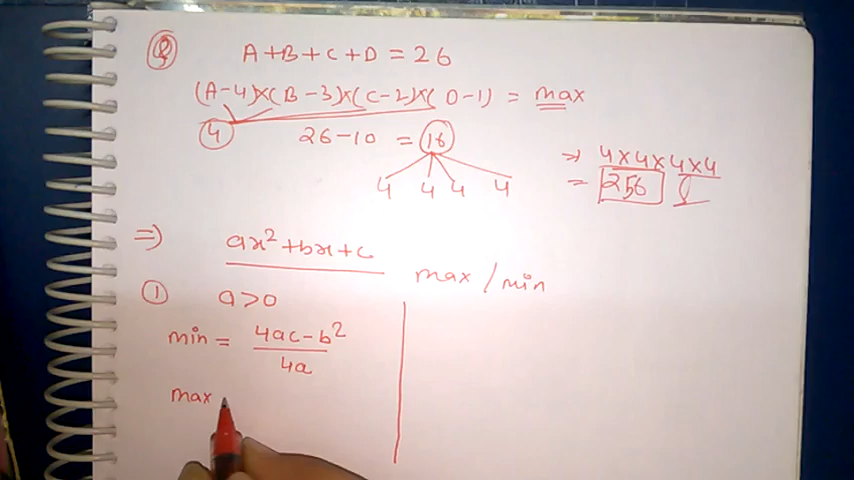 Q A+B+C+D=26
(A-4)×(B-3)×(C-2)×(D-1) = max
4 26-10 = 16
4 4 4 4
⇒ 4×4×4×4
= 256
⇒ ax²+bx+c max/min
① a>0
min = 4ac-b²/4a
max